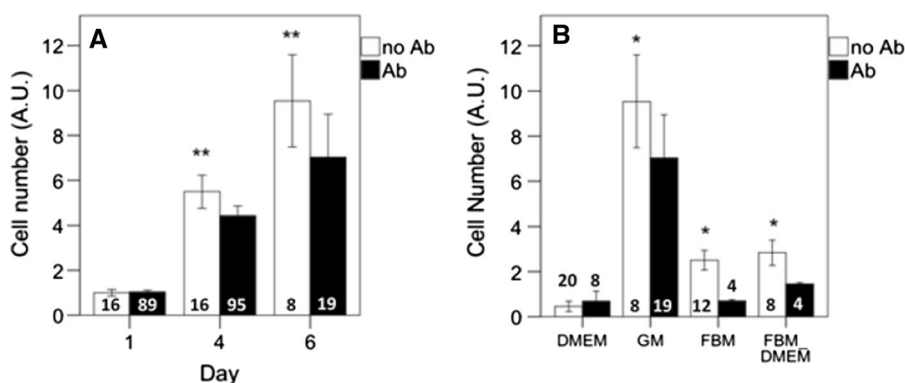 A
** 
**
no Ab
Ab
Cell number (A.U.)
12
10
8
6
4
2
0
16 89 16 95 8 19
1 4 6
Day
B
*
*
*
no Ab
Ab
Cell Number (A.U.)
12
10
8
6
4
2
0
20 8 8 19 12 4 8 4
DMEM GM FBM FBM_
DMEM